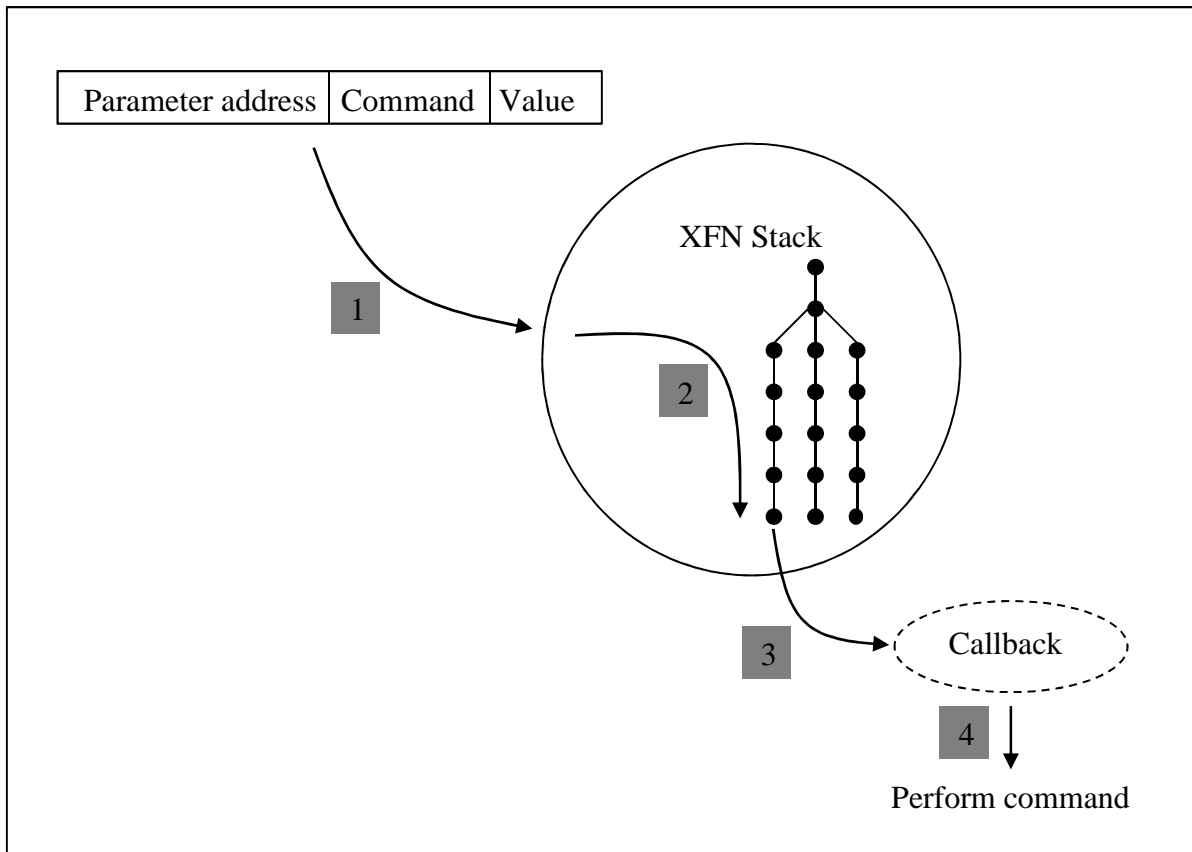 Parameter address Command Value
XFN Stack
1
2
3
Callback
4
Perform command